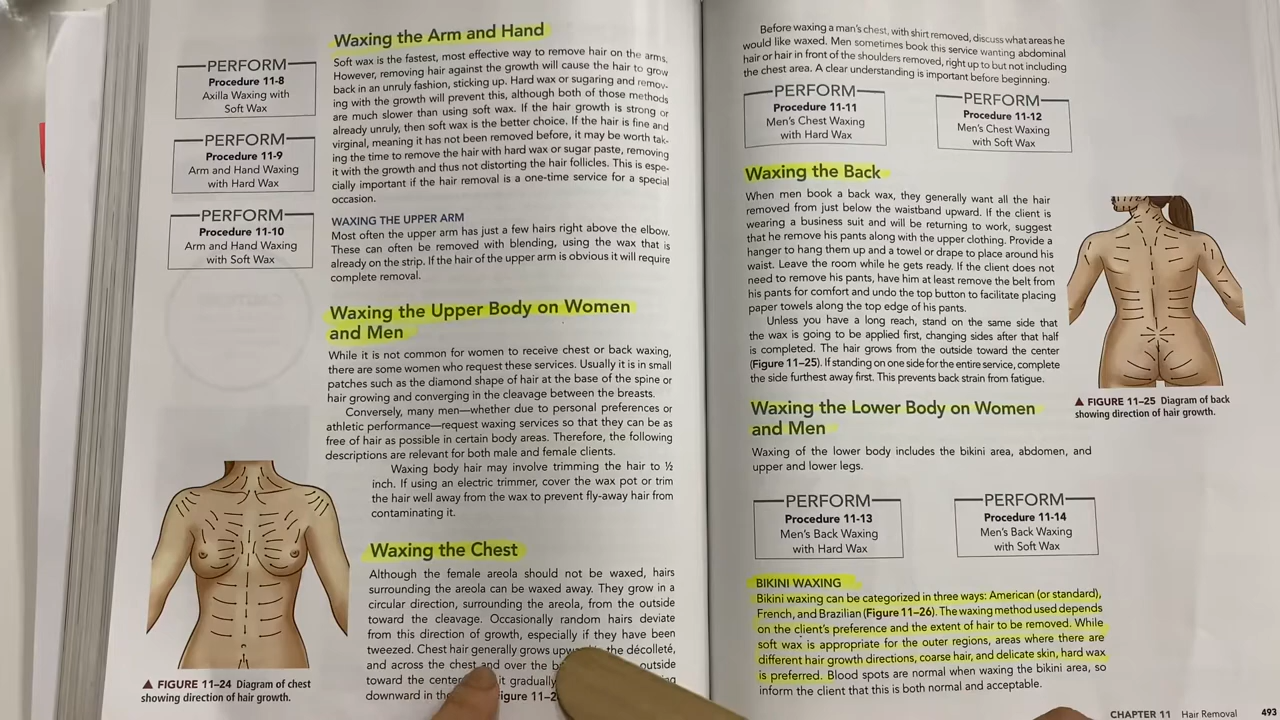 PERFORM
Procedure 11-8
Axilla Waxing with
Soft Wax
PERFORM
Procedure 11-9
Arm and Hand Waxing
with Hard Wax
PERFORM
Procedure 11-10
Arm and Hand Waxing
with Soft Wax
Waxing the Arm and Hand
Soft wax is the fastest, most effective way to remove hair on the arms.
However, removing hair against the growth will cause the hair to grow
back in an unruly fashion, sticking up. Hard wax or sugaring and remov-
ing with the growth will prevent this, although both of those methods
are much slower than using soft wax. If the hair growth is strong or
already unruly, then soft wax is the better choice. If the hair is fine and
virginal, meaning it has not been removed before, it may be worth tak-
ing the time to remove the hair with hard wax or sugar paste, removing
it with the growth and thus not distorting the hair follicles. This is espe-
cially important if the hair removal is a one-time service for a special
occasion.
WAXING THE UPPER ARM
Most often the upper arm has just a few hairs right above the elbow.
These can often be removed with blending, using the wax that is
already on the strip. If the hair of the upper arm is obvious it will require
complete removal.
Waxing the Upper Body on Women
and Men
While it is not common for women to receive chest or back waxing,
there are some women who request these services. Usually it is in small
patches such as the diamond shape of hair at the base of the spine or
hair growing and converging in the cleavage between the breasts.
Conversely, many men—whether due to personal preferences or
athletic performance—request waxing services so that they can be as
free of hair as possible in certain body areas. Therefore, the following
descriptions are relevant for both male and female clients.
Waxing body hair may involve trimming the hair to ½
inch. If using an electric trimmer, cover the wax pot or trim
the hair well away from the wax to prevent fly-away hair from
contaminating it.
Waxing the Chest
Although the female areola should not be waxed, hairs
surrounding the areola can be waxed away. They grow in a
circular direction, surrounding the areola, from the outside
toward the cleavage. Occasionally random hairs deviate
from this direction of growth, especially if they have been
tweezed. Chest hair generally grows the décolleté,
and across the chest and over the outside
toward the center it gradually
downward in
▲ FIGURE 11–24 Diagram of chest
showing direction of hair growth.
Before waxing a man's chest, with shirt removed, discuss what areas he
would like waxed. Men sometimes book this service wanting abdominal
hair or hair in front of the shoulders removed, right up to but not including
the chest area. A clear understanding is important before beginning.
PERFORM
Procedure 11-11
Men's Chest Waxing
with Hard Wax
PERFORM
Procedure 11-12
Men's Chest Waxing
with Soft Wax
Waxing the Back
When men book a back wax, they generally want all the hair
removed from just below the waistband upward. If the client is
wearing a business suit and will be returning to work, suggest
that he remove his pants along with the upper clothing. Provide a
hanger to hang them up and a towel or drape to place around his
waist. Leave the room while he gets ready. If the client does not
need to remove his pants, have him at least remove the belt from
his pants for comfort and undo the top button to facilitate placing
paper towels along the top edge of his pants.
Unless you have a long reach, stand on the same side that
the wax is going to be applied first, changing sides after that half
is completed. The hair grows from the outside toward the center
(Figure 11–25). If standing on one side for the entire service, complete
the side furthest away first. This prevents back strain from fatigue.
▲ FIGURE 11–25 Diagram of back
showing direction of hair growth.
Waxing the Lower Body on Women
and Men
Waxing of the lower body includes the bikini area, abdomen, and
upper and lower legs.
PERFORM
Procedure 11-13
Men's Back Waxing
with Hard Wax
PERFORM
Procedure 11-14
Men's Back Waxing
with Soft Wax
BIKINI WAXING
Bikini waxing can be categorized in three ways: American (or standard),
French, and Brazilian (Figure 11–26). The waxing method used depends
on the client's preference and the extent of hair to be removed. While
soft wax is appropriate for the outer regions, areas where there are
different hair growth directions, coarse hair, and delicate skin, hard wax
is preferred. Blood spots are normal when waxing the bikini area, so
inform the client that this is both normal and acceptable.
CHAPTER 11 Hair Removal 493